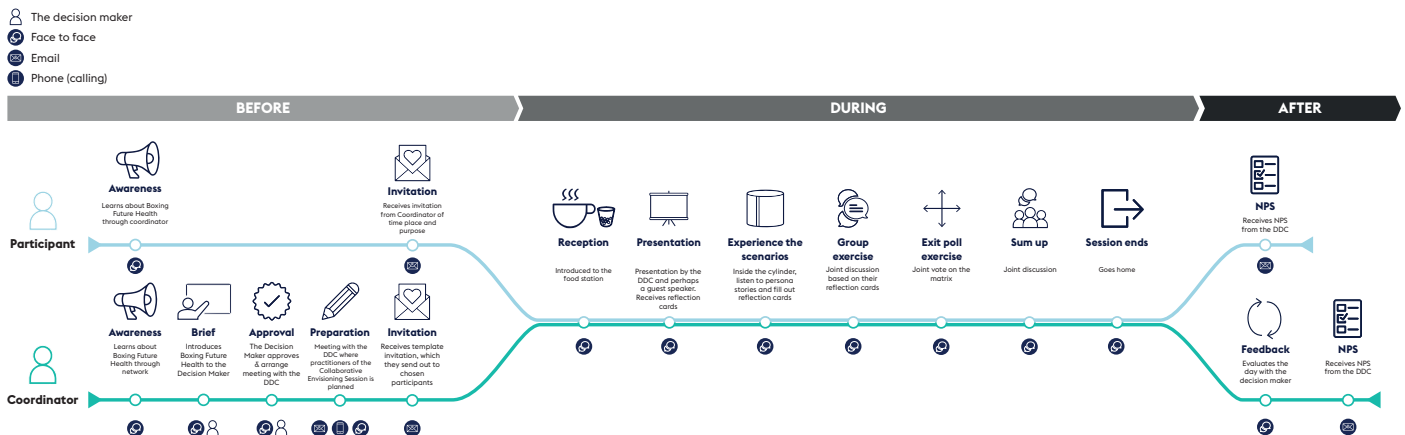 The decision maker
Face to face
Email
Phone (calling)
BEFORE
DURING
AFTER
Participant
Awareness
Learns about Boxing
Future Health
through coordinator
Invitation
Receives invitation
from Coordinator of
time place and
purpose
Reception
Introduced to the
food station
Presentation
Presentation by the
DDC and perhaps
a guest speaker.
Receives reflection
cards
Experience the
scenarios
Inside the cylinder,
listen to persona
stories and fill out
reflection cards
Group
exercise
Joint discussion
based on their
reflection cards
Exit poll
exercise
Joint vote on the
matrix
Sum up
Joint discussion
Session ends
Goes home
NPS
Receives NPS
from the DDC
Coordinator
Awareness
Learns about
Boxing Future
Health through
network
Brief
Introduces
Boxing Future
Health to the
Decision Maker
Approval
The Decision
Maker approves
& arrange
meeting with the
DDC
Preparation
Meeting with the
DDC where
practitioners of the
Collaborative
Envisioning Session is
planned
Invitation
Receives template
invitation, which
they send out to
chosen
participants
Feedback
Evaluates the
day with the
decision maker
NPS
Receives NPS
from the DDC